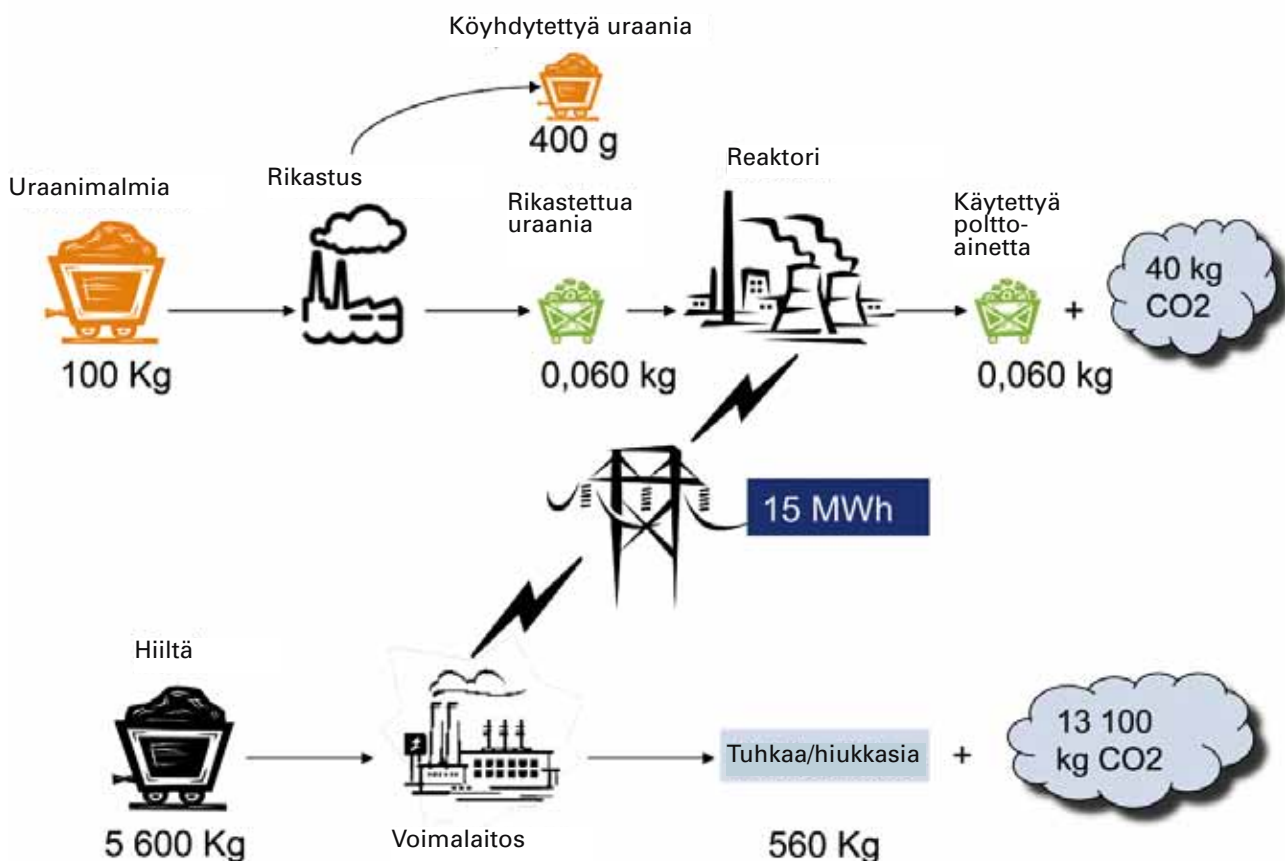 Köyhdytettyä uraania
400 g
Uraanimalmia
100 Kg
Rikastus
Rikastettua
uraania
0,060 kg
Reaktori
Käytettyä
poltto-
ainetta
0,060 kg
+
40 kg
CO2
15 MWh
Hiiltä
5 600 Kg
Voimalaitos
Tuhkaa/hiukkasia
560 Kg
+
13 100
kg CO2